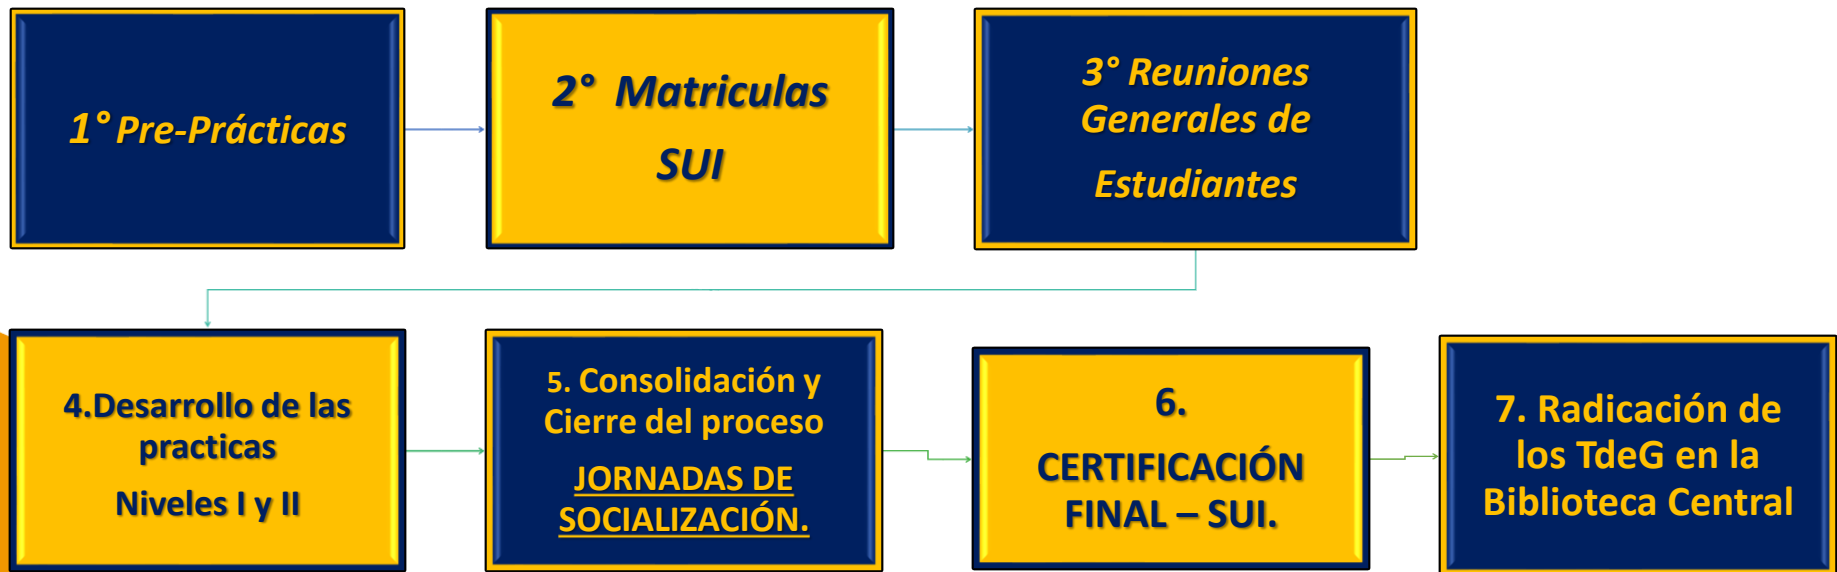 1° Pre-Prácticas
2° Matriculas
SUI
3° Reuniones
Generales de
Estudiantes
4.Desarrollo de las
practicas
Niveles I y II
5. Consolidación y
Cierre del proceso
JORNADAS DE
SOCIALIZACIÓN.
6.
CERTIFICACIÓN
FINAL – SUI.
7. Radicación de
los TdeG en la
Biblioteca Central